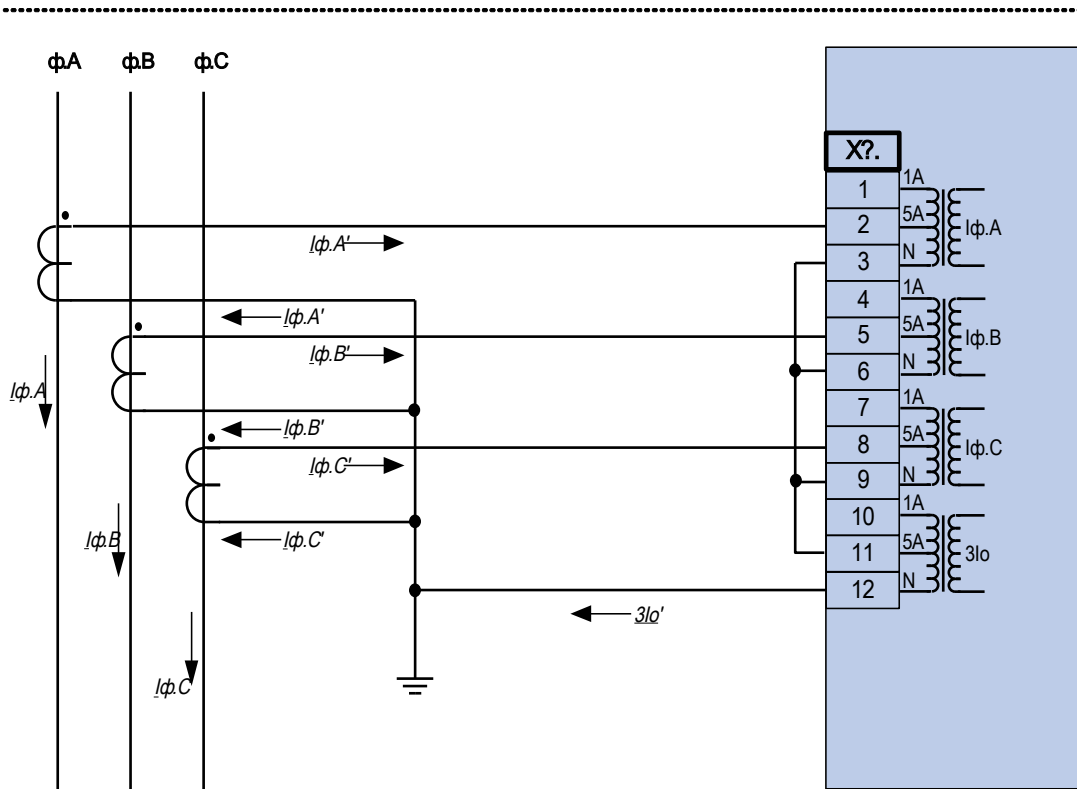 ф.А ф.В ф.С
X?.
1 1A
2 5A Iф.А
3 N
4 1A
5 5A Iф.В
6 N
7 1A
8 5A Iф.С
9 N
10 1A
11 5A 3Io
12 N
Iф.А'
Iф.А'
Iф.В'
Iф.А
Iф.В'
Iф.С'
Iф.В
Iф.С'
3Io'
Iф.С